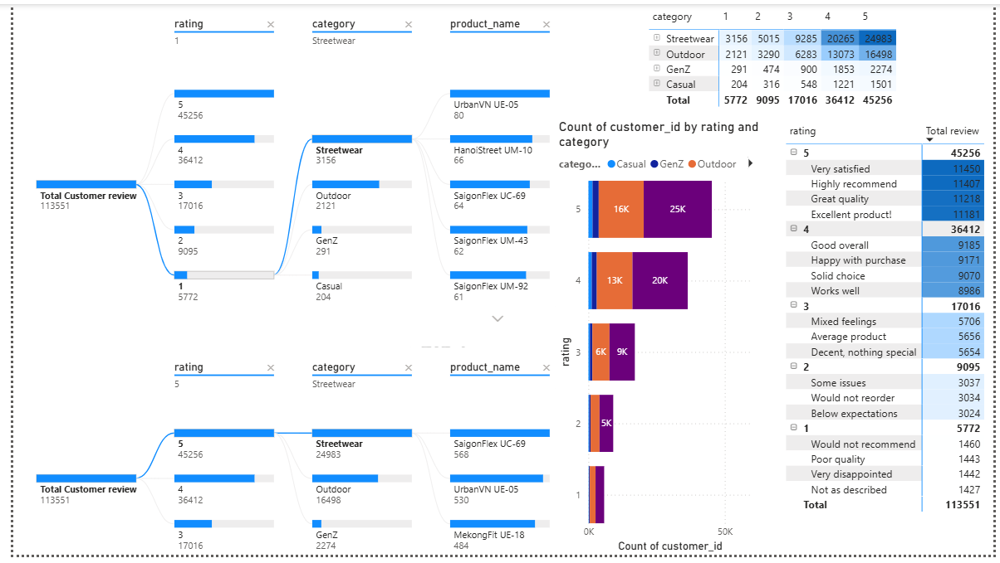 rating ×
1
category ×
Streetwear
product_name ×
5
45256
4
36412
3
17016
2
9095
1
5772
Total Customer review
113551
Streetwear
3156
Outdoor
2121
GenZ
291
Casual
204
UrbanVN UE-05
80
HanoiStreet UM-10
66
SaigonFlex UC-69
64
SaigonFlex UM-43
62
SaigonFlex UM-92
61
rating ×
5
category ×
Streetwear
product_name ×
Total Customer review
113551
5
45256
4
36412
3
17016
Streetwear
24983
Outdoor
16498
GenZ
2274
SaigonFlex UC-69
568
UrbanVN UE-05
530
MekongFit UE-18
484
category 1 2 3 4 5
Streetwear 3156 5015 9285 20265 24983
Outdoor 2121 3290 6283 13073 16498
GenZ 291 474 900 1853 2274
Casual 204 316 548 1221 1501
Total 5772 9095 17016 36412 45256
Count of customer_id by rating and
category
catego... Casual GenZ Outdoor
rating
5 16K 25K
4 13K 20K
3 6K 9K
2 5K
1
0K 50K
Count of customer_id
rating Total review
5 45256
Very satisfied 11450
Highly recommend 11407
Great quality 11218
Excellent product! 11181
4 36412
Good overall 9185
Happy with purchase 9171
Solid choice 9070
Works well 8986
3 17016
Mixed feelings 5706
Average product 5656
Decent, nothing special 5654
2 9095
Some issues 3037
Would not reorder 3034
Below expectations 3024
1 5772
Would not recommend 1460
Poor quality 1443
Very disappointed 1442
Not as described 1427
Total 113551